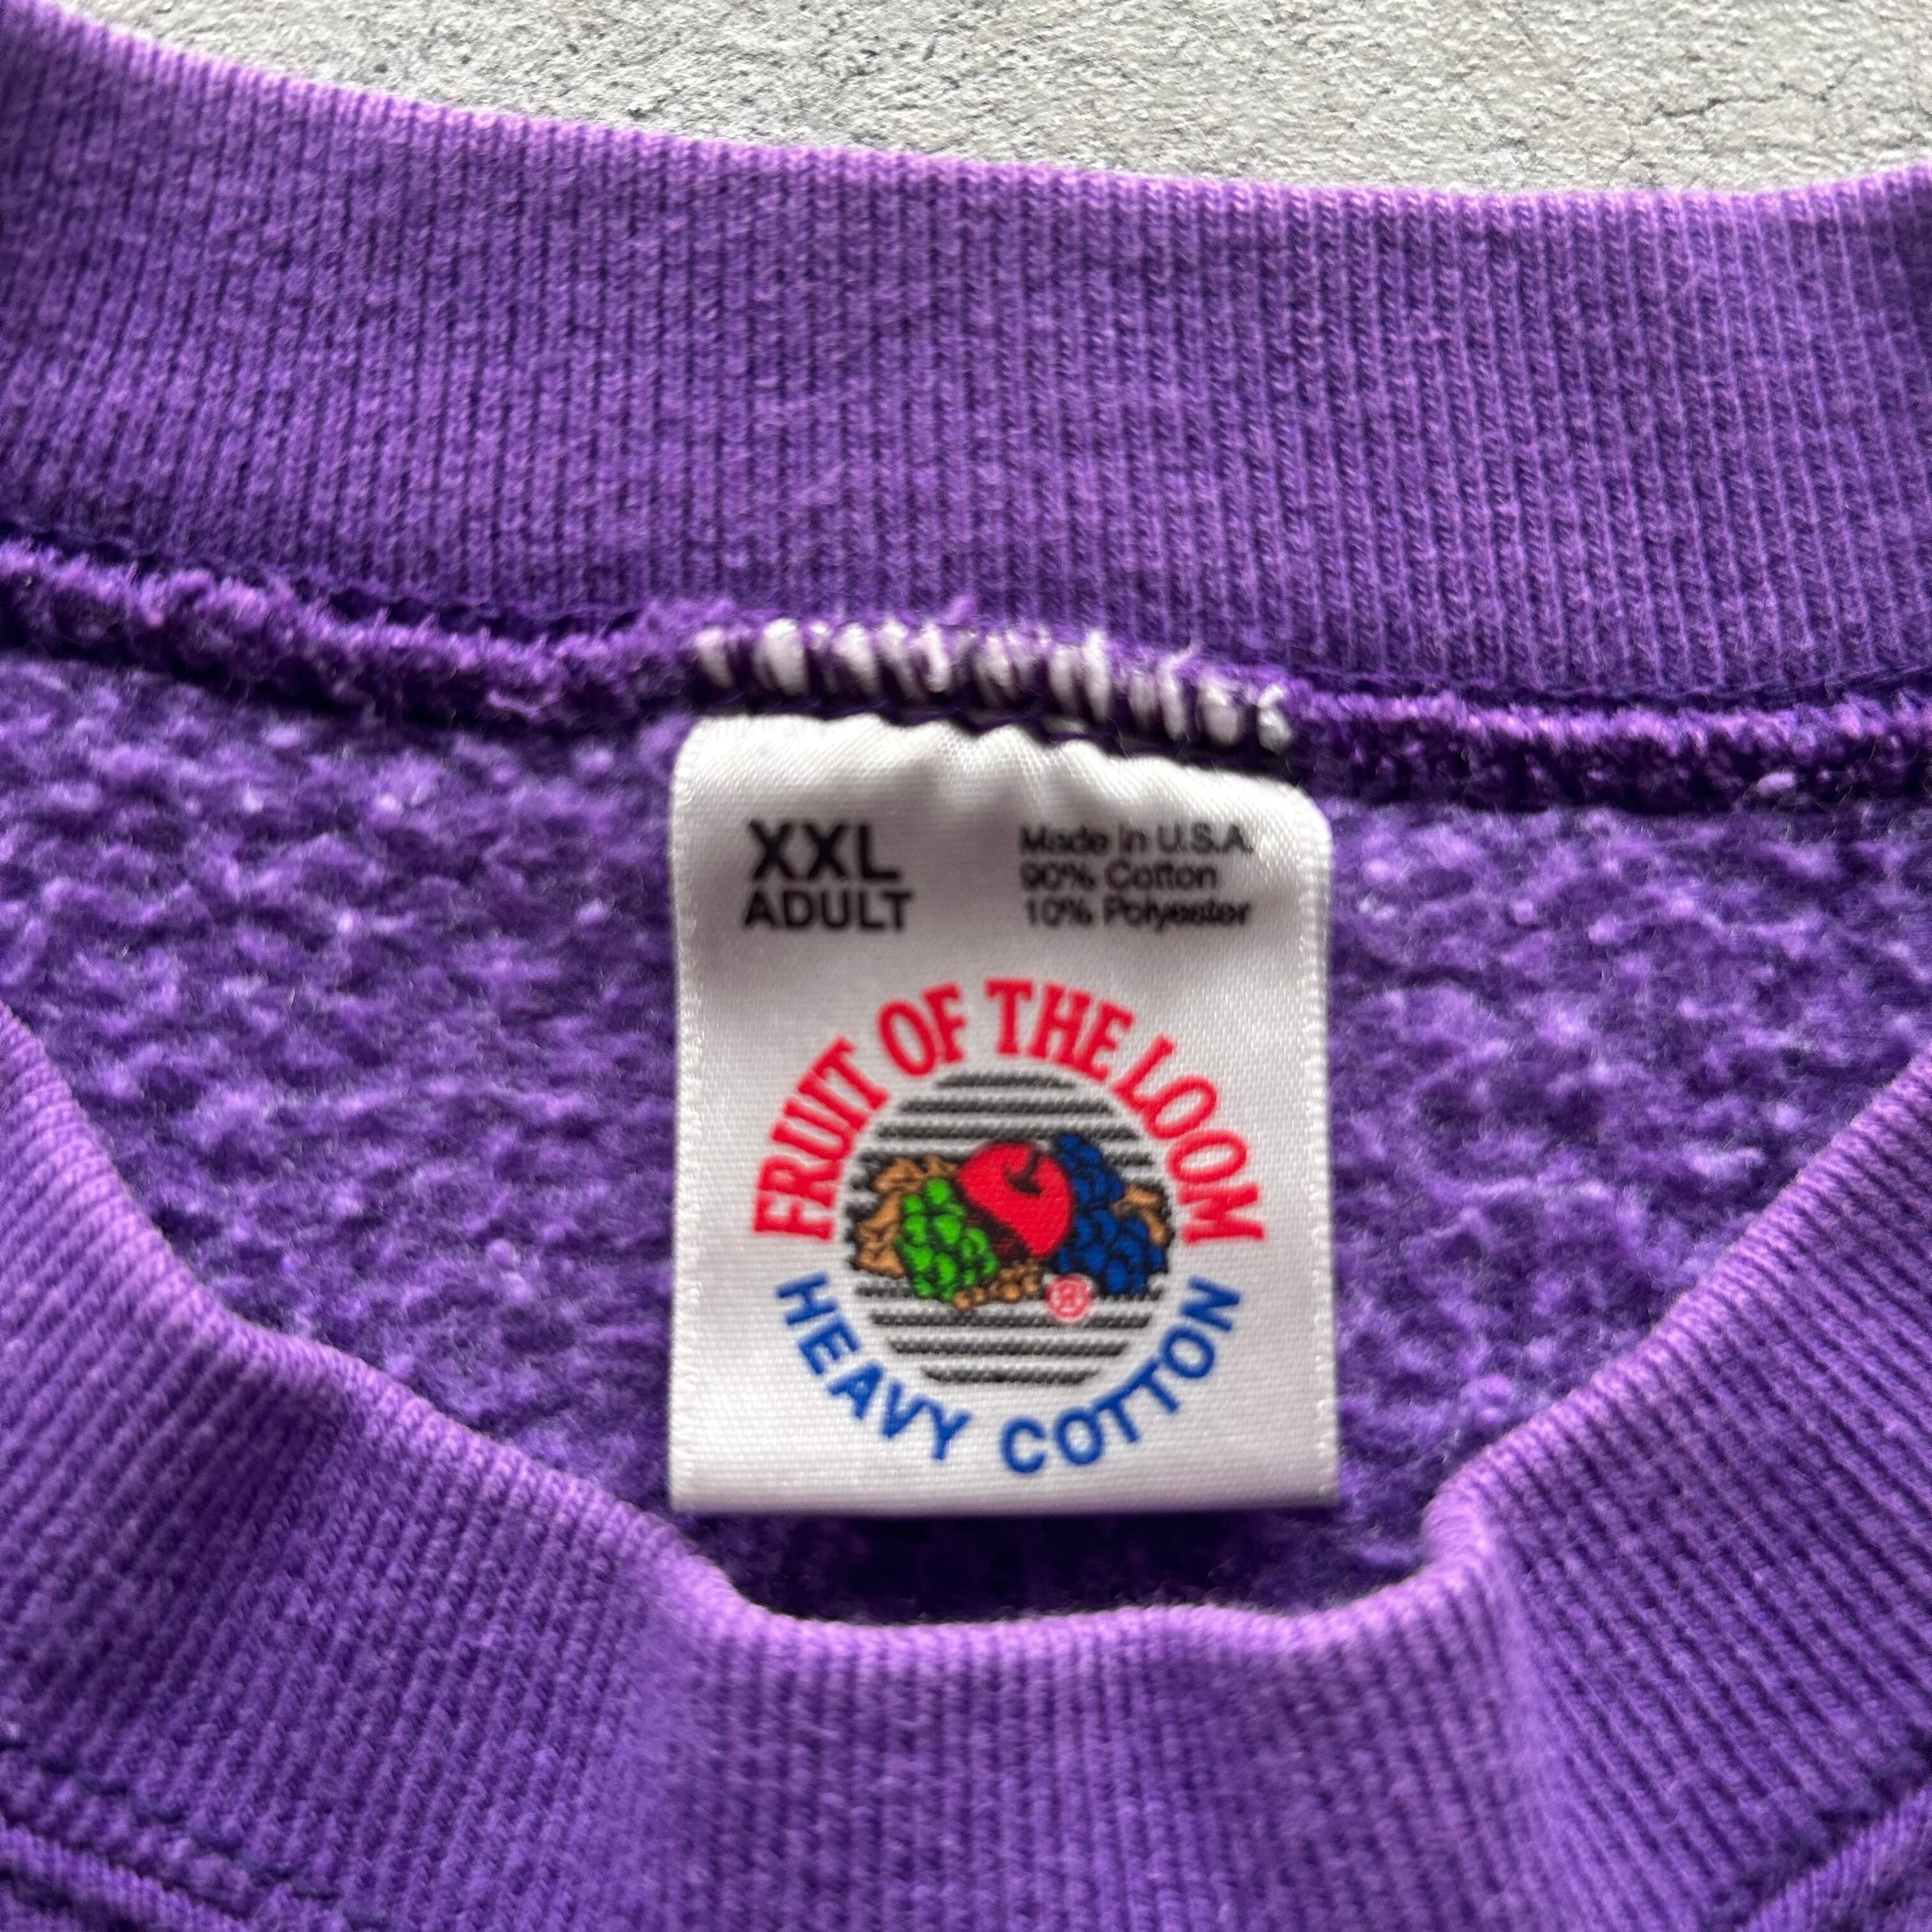 XXL
ADULT
Made in U.S.A.
90% Cotton
10% Polyester
FRUIT OF THE LOOM
®
HEAVY COTTON